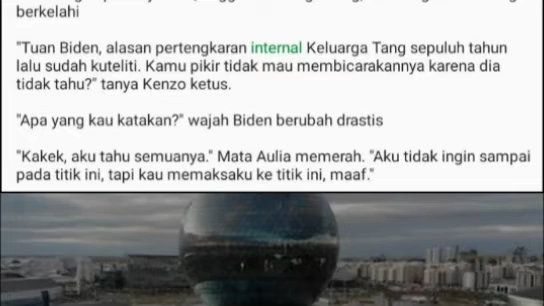 berkelahi
"Tuan Biden, alasan pertengkaran internal Keluarga Tang sepuluh tahun
lalu sudah kuteliti. Kamu pikir tidak mau membicarakannya karena dia
tidak tahu?" tanya Kenzo ketus.
"Apa yang kau katakan?" wajah Biden berubah drastis
"Kakek, aku tahu semuanya." Mata Aulia memerah. "Aku tidak ingin sampai
pada titik ini, tapi kau memaksaku ke titik ini, maaf."